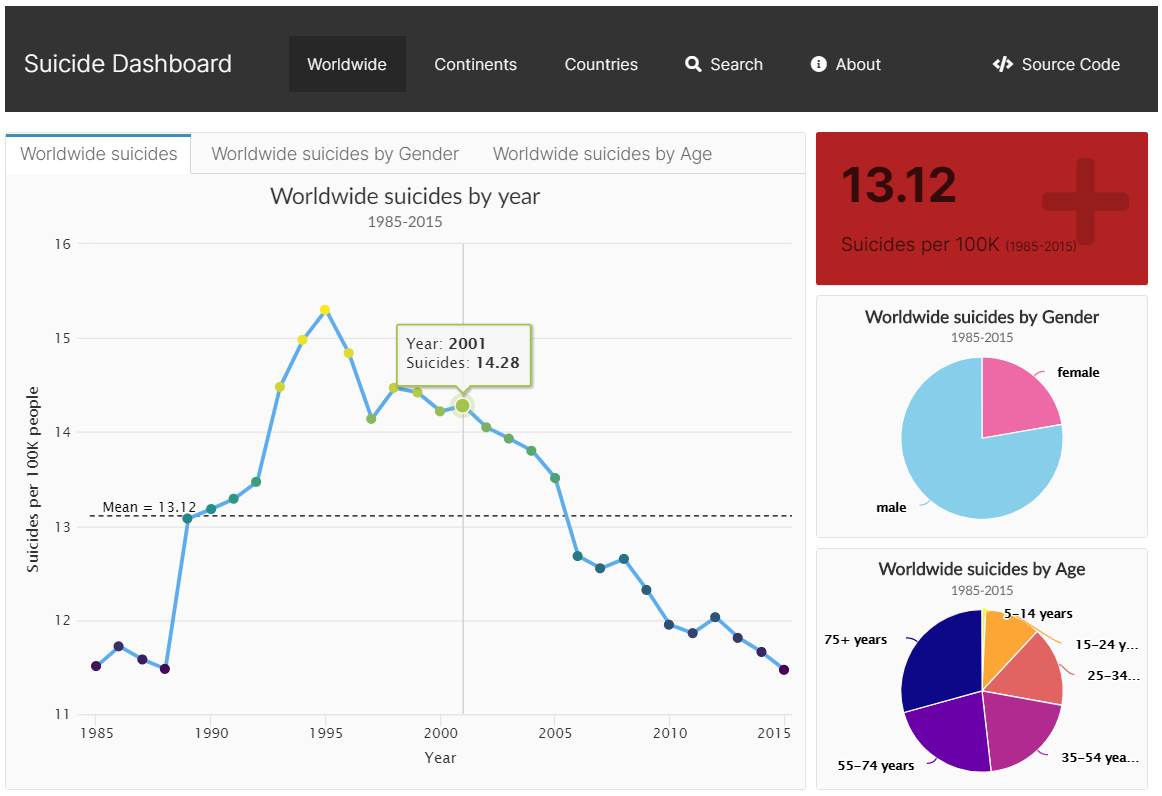 Suicide Dashboard
Worldwide
Continents
Countries
Search
About
Source Code
Worldwide suicides
Worldwide suicides by Gender
Worldwide suicides by Age
Worldwide suicides by year
1985-2015
Suicides per 100K people
16
15
14
13
12
11
Mean = 13.12
Year: 2001
Suicides: 14.28
1985
1990
1995
2000
2005
2010
2015
Year
13.12
Suicides per 100K (1985-2015)
Worldwide suicides by Gender
1985-2015
female
male
Worldwide suicides by Age
1985-2015
5-14 years
15-24 y...
25-34...
35-54 yea...
55-74 years
75+ years